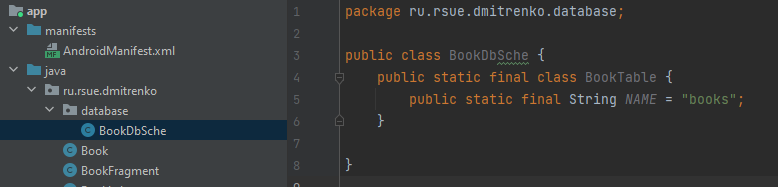 app
manifests
AndroidManifest.xml
java
ru.rsue.dmitrenko
database
BookDbSche
Book
BookFragment
1 package ru.rsue.dmitrenko.database;
2
3 public class BookDbSche {
4 public static final class BookTable {
5 public static final String NAME = "books";
6 }
7
8 }